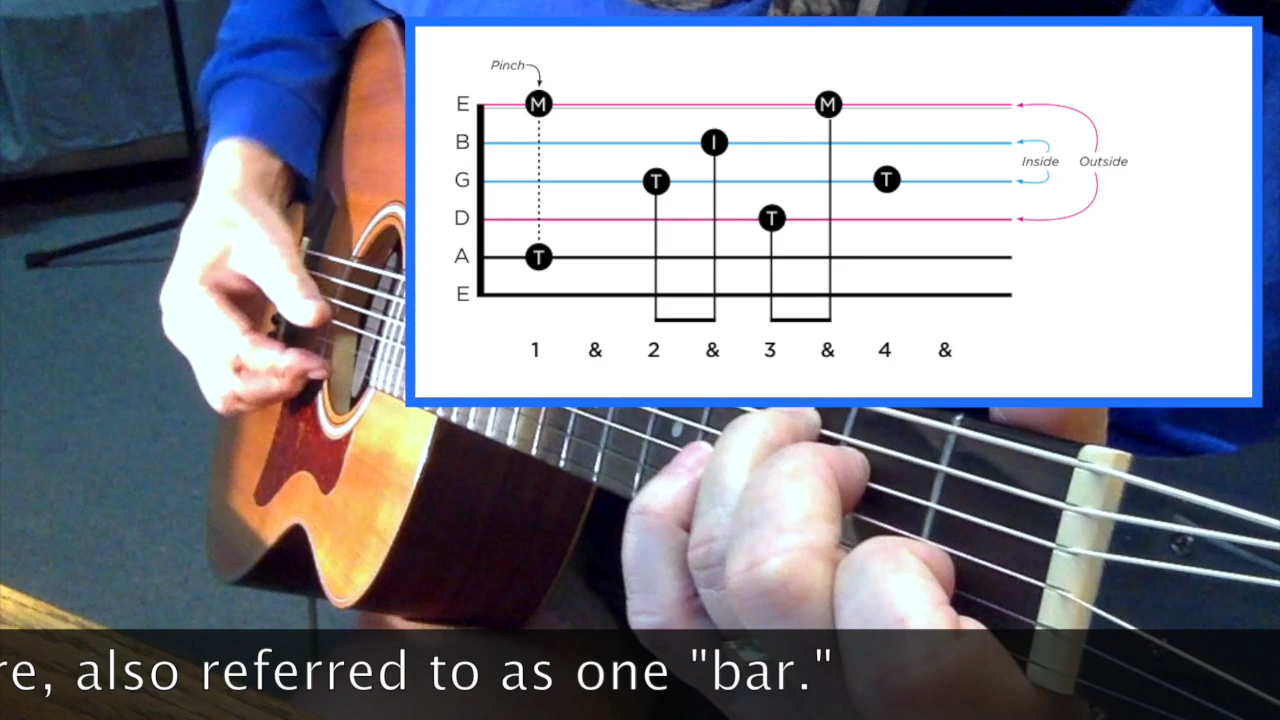 Pinch
E M M
B I
Inside Outside
G T T
D T
A T
E
1 & 2 & 3 & 4 &
re, also referred to as one "bar."